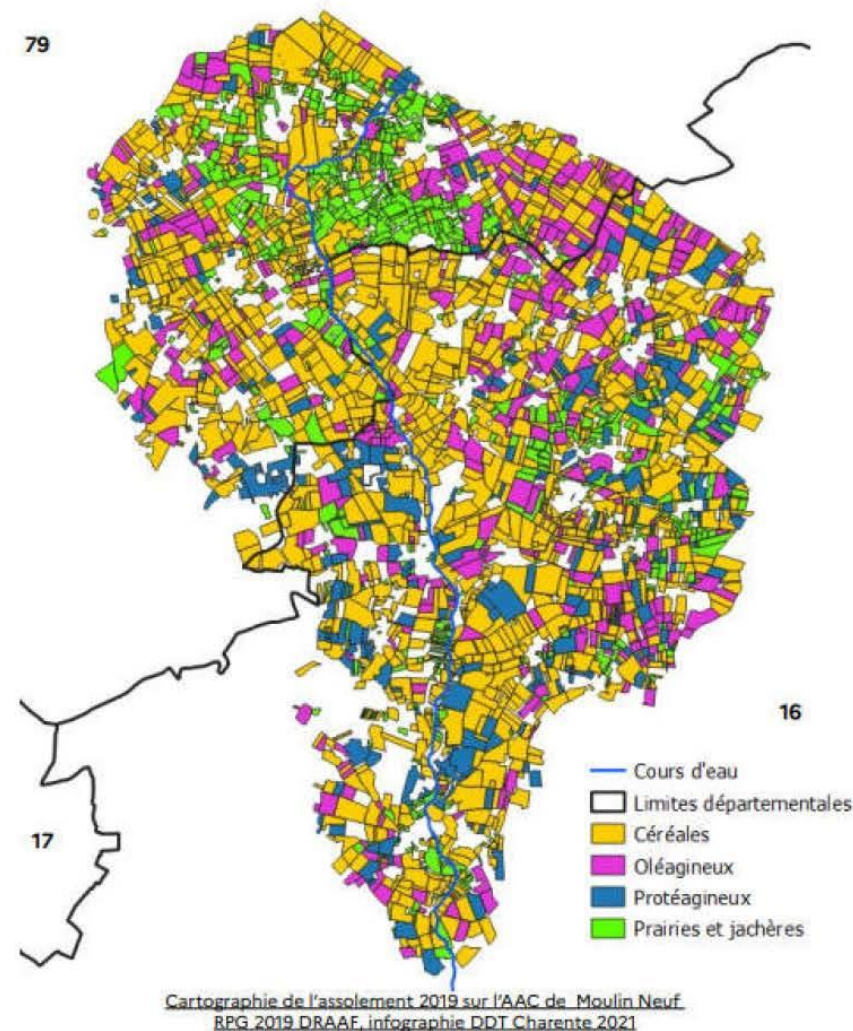 79
16
17
Cours d'eau
Limites départementales
Céréales
Oléagineux
Protéagineux
Prairies et jachères
Cartographie de l'assolement 2019 sur l'AAC de Moulin Neuf
RPG 2019 DRAAF, infographie DDT Charente 2021